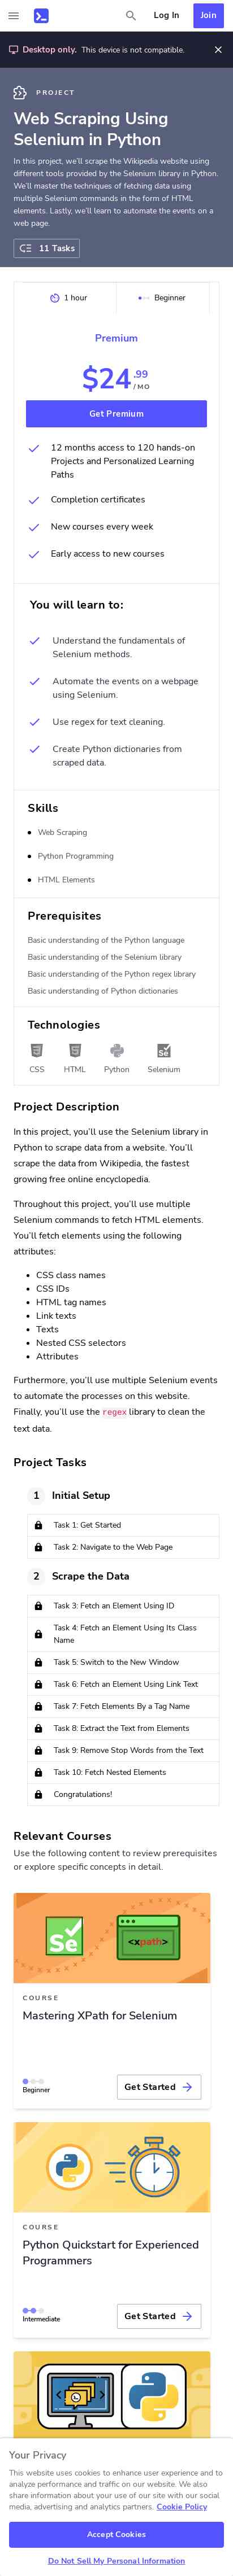 Log In
Join
Desktop only. This device is not compatible.
PROJECT
Web Scraping Using
Selenium in Python
In this project, we'll scrape the Wikipedia website using
different tools provided by the Selenium library in Python.
We'll master the techniques of fetching data using
multiple Selenium commands in the form of HTML
elements. Lastly, we'll learn to automate the events on a
web page.
11 Tasks
1 hour
Beginner
Premium
$24.99
/ MO
Get Premium
12 months access to 120 hands-on
Projects and Personalized Learning
Paths
Completion certificates
New courses every week
Early access to new courses
You will learn to:
Understand the fundamentals of
Selenium methods.
Automate the events on a webpage
using Selenium.
Use regex for text cleaning.
Create Python dictionaries from
scraped data.
Skills
Web Scraping
Python Programming
HTML Elements
Prerequisites
Basic understanding of the Python language
Basic understanding of the Selenium library
Basic understanding of the Python regex library
Basic understanding of Python dictionaries
Technologies
CSS
HTML
Python
Selenium
Project Description
In this project, you'll use the Selenium library in
Python to scrape data from a website. You'll
scrape the data from Wikipedia, the fastest
growing free online encyclopedia.
Throughout this project, you'll use multiple
Selenium commands to fetch HTML elements.
You'll fetch elements using the following
attributes:
• CSS class names
• CSS IDs
• HTML tag names
• Link texts
• Texts
• Nested CSS selectors
• Attributes
Furthermore, you'll use multiple Selenium events
to automate the processes on this website.
Finally, you'll use the regex library to clean the
text data.
Project Tasks
1 Initial Setup
Task 1: Get Started
Task 2: Navigate to the Web Page
2 Scrape the Data
Task 3: Fetch an Element Using ID
Task 4: Fetch an Element Using Its Class
Name
Task 5: Switch to the New Window
Task 6: Fetch an Element Using Link Text
Task 7: Fetch Elements By a Tag Name
Task 8: Extract the Text from Elements
Task 9: Remove Stop Words from the Text
Task 10: Fetch Nested Elements
Congratulations!
Relevant Courses
Use the following content to review prerequisites
or explore specific concepts in detail.
Se
<xpath>
COURSE
Mastering XPath for Selenium
Beginner
Get Started
COURSE
Python Quickstart for Experienced
Programmers
Intermediate
Get Started
Your Privacy
This website uses cookies to enhance user experience and to
analyze performance and traffic on our website. We also
share information about your use of our site with our social
media, advertising and analytics partners. Cookie Policy
Accept Cookies
Do Not Sell My Personal Information